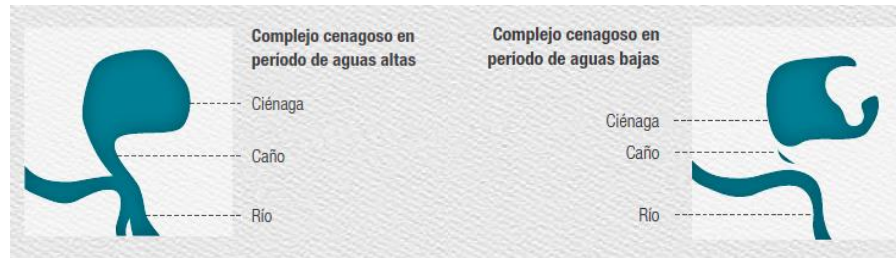 Complejo cenagoso en
período de aguas altas
Ciénaga
Caño
Río
Complejo cenagoso en
periodo de aguas bajas
Ciénaga
Caño
Río